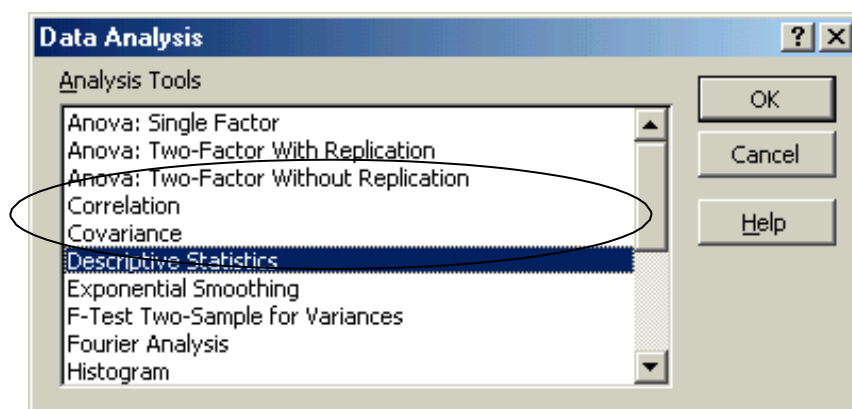 Data Analysis
Analysis Tools
Anova: Single Factor
Anova: Two-Factor With Replication
Anova: Two-Factor Without Replication
Correlation
Covariance
Descriptive Statistics
Exponential Smoothing
F-Test Two-Sample for Variances
Fourier Analysis
Histogram
OK
Cancel
Help